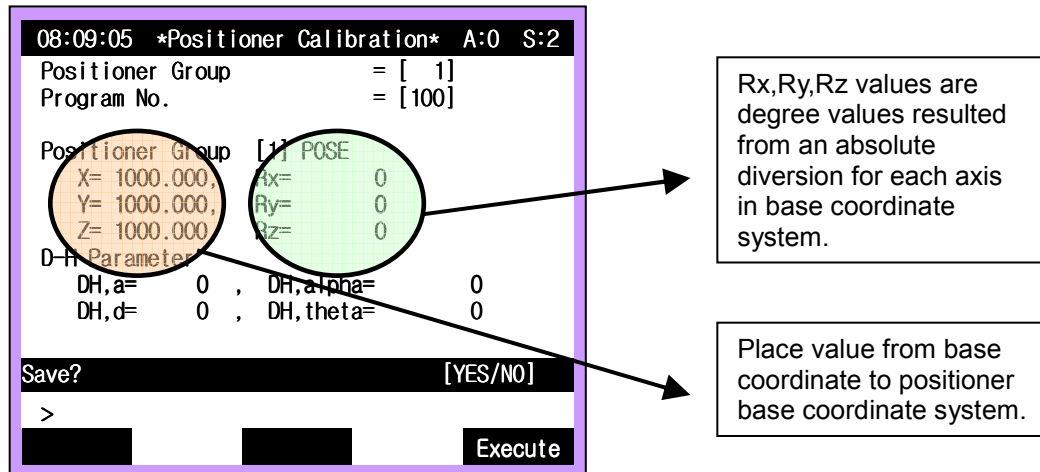 08:09:05 *Positioner Calibration* A:0 S:2
Positioner Group = [ 1]
Program No. = [100]
Positioner Group [1] POSE
X= 1000.000, Rx= 0
Y= 1000.000, Ry= 0
Z= 1000.000, Rz= 0
D-H Parameter
DH,a= 0 , DH,alpha= 0
DH,d= 0 , DH,theta= 0
Save? [YES/NO]
>
Execute
Rx,Ry,Rz values are
degree values resulted
from an absolute
diversion for each axis
in base coordinate
system.
Place value from base
coordinate to positioner
base coordinate system.